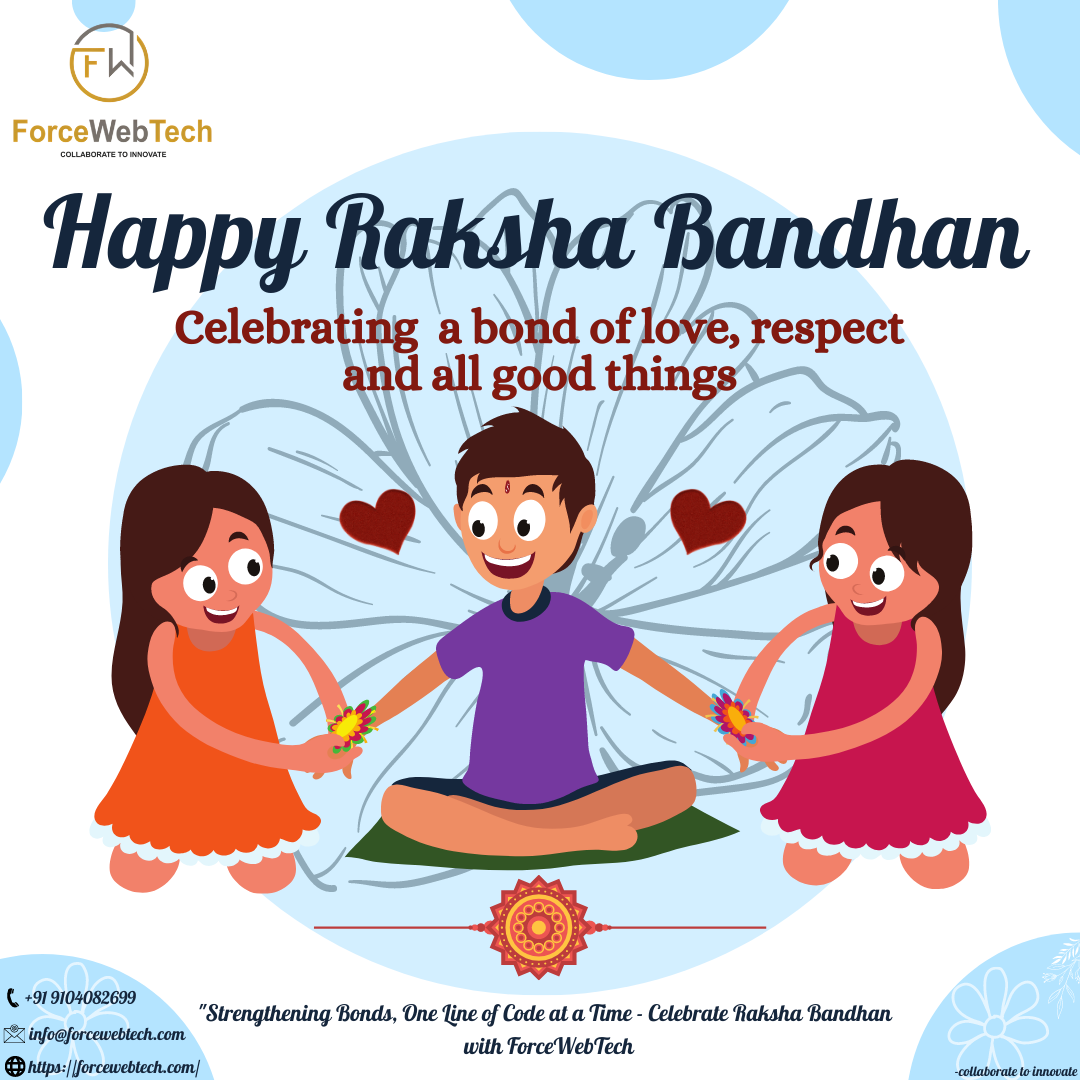 FW
ForceWebTech
COLLABORATE TO INNOVATE
Happy Raksha Bandhan
Celebrating a bond of love, respect
and all good things
+91 9104082699
info@forcewebtech.com
https://forcewebtech.com/
"Strengthening Bonds, One Line of Code at a Time - Celebrate Raksha Bandhan
with ForceWebTech
-collaborate to innovate